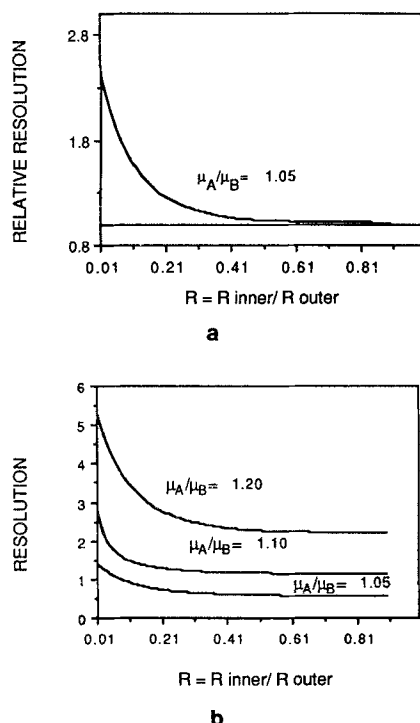 2.8
1.8
0.8
RELATIVE RESOLUTION
μA/μB= 1.05
0.01 0.21 0.41 0.61 0.81
R = R inner/ R outer
a
6
5
4
3
2
1
0
RESOLUTION
μA/μB= 1.20
μA/μB= 1.10
μA/μB= 1.05
0.01 0.21 0.41 0.61 0.81
R = R inner/ R outer
b